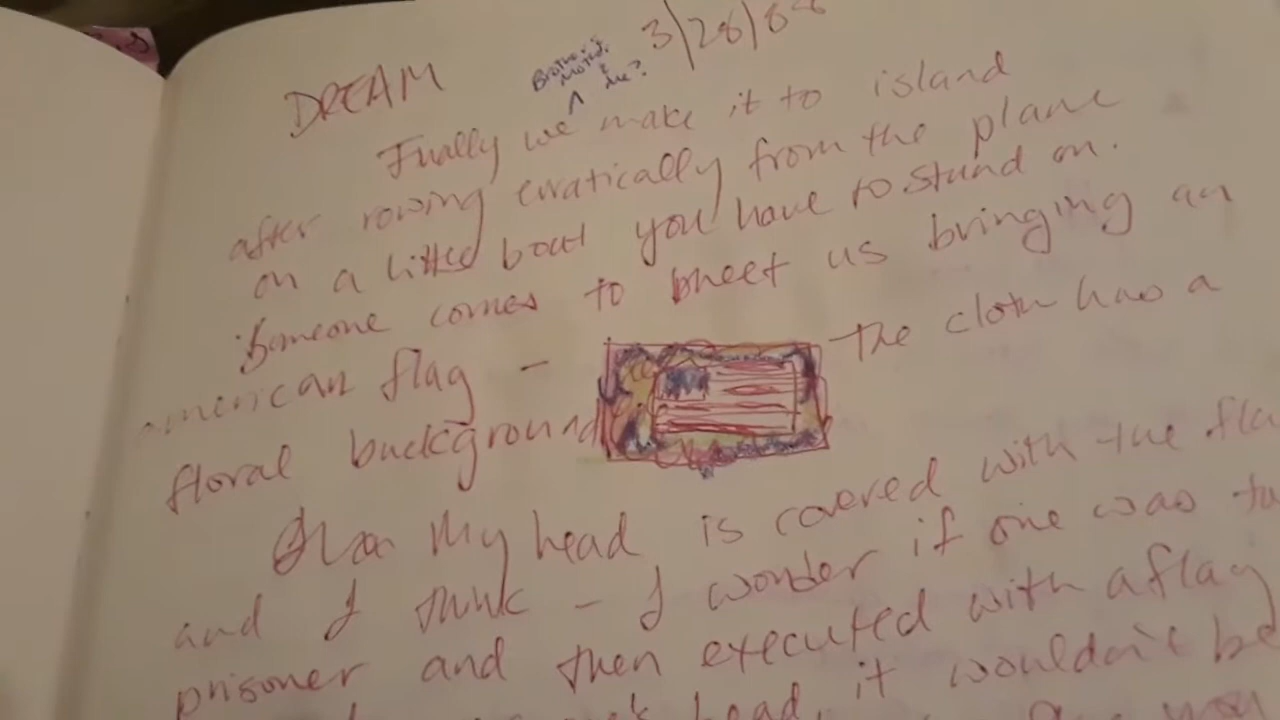 DREAM 3/28/8
Brother, mother & me?
Finally we make it to island
after rowing erratically from the plane
on a little boat you have to stand on.
Someone comes to meet us bringing an
american flag - The cloth has a
floral background
My head is covered with the fla
and I think - I wonder if one was
prisoner and then executed with a flag
head, it wouldn't be